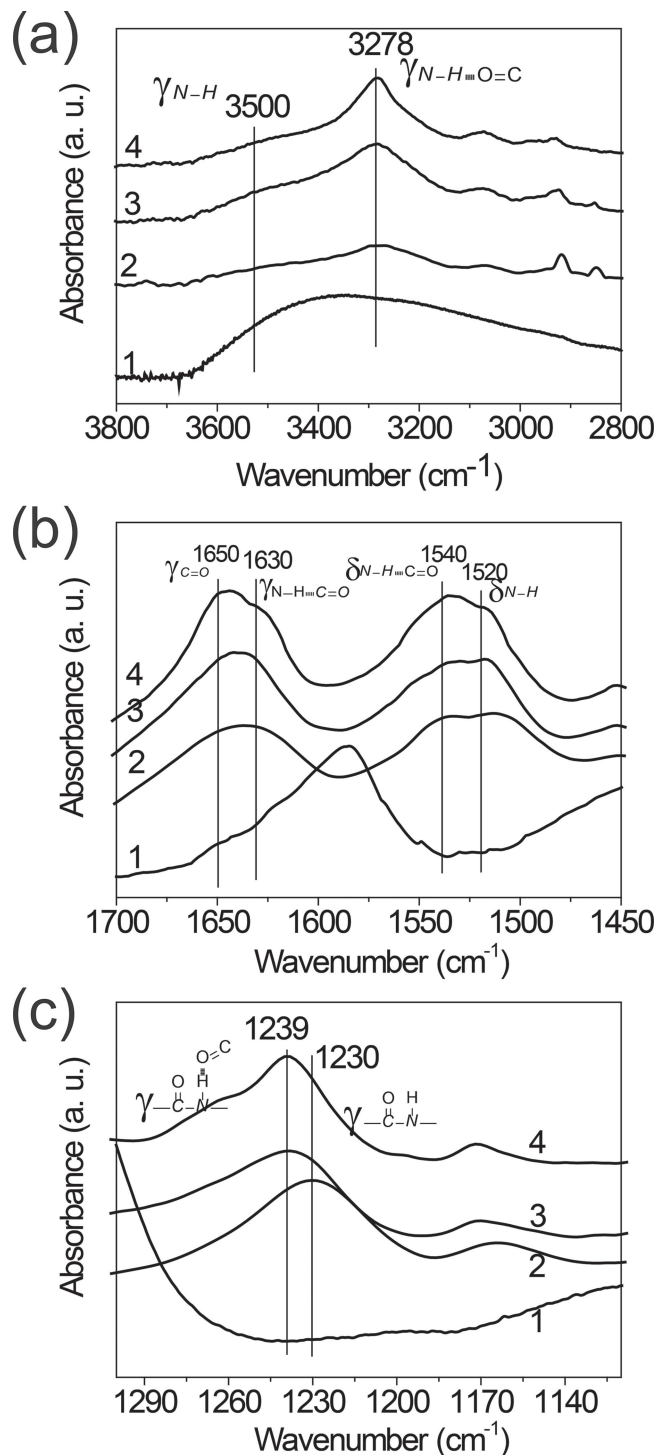 (a)
3278
γN–H
3500
γN–H⋯O=C
4
3
2
1
Absorbance (a. u.)
3800 3600 3400 3200 3000 2800
Wavenumber (cm-1)
(b)
γC=O
1650
1630
γN–H⋯C=O
δN–H⋯C=O
1540
1520
δN–H
4
3
2
1
Absorbance (a. u.)
1700 1650 1600 1550 1500 1450
Wavenumber (cm-1)
(c)
1239
1230
O=C
O H
γ—C—N—
O H
γ—C—N—
4
3
2
1
Absorbance (a. u.)
1290 1260 1230 1200 1170 1140
Wavenumber (cm-1)